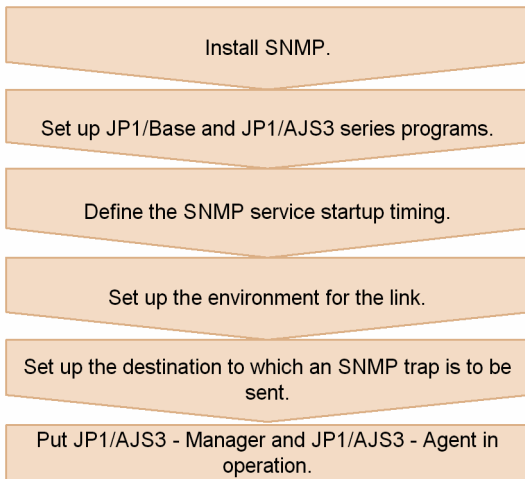 Install SNMP.
Set up JP1/Base and JP1/AJS3 series programs.
Define the SNMP service startup timing.
Set up the environment for the link.
Set up the destination to which an SNMP trap is to be
sent.
Put JP1/AJS3 - Manager and JP1/AJS3 - Agent in
operation.